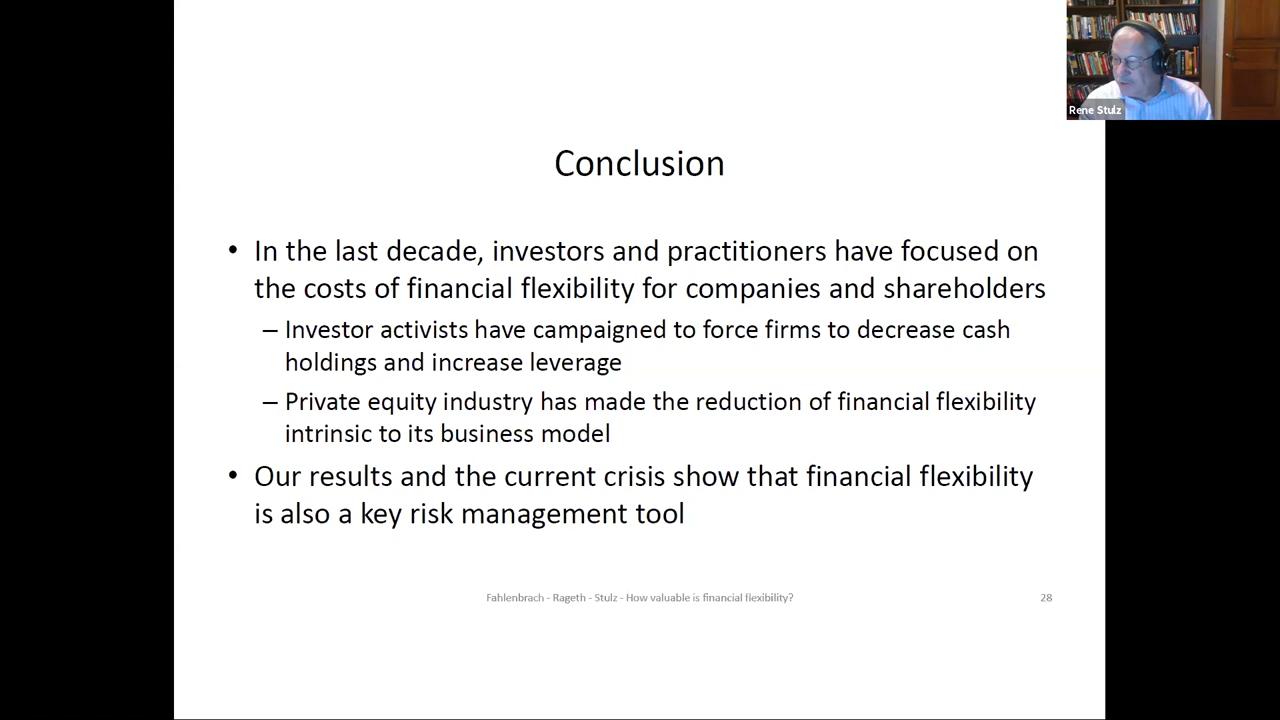 Rene Stulz
Conclusion
• In the last decade, investors and practitioners have focused on
the costs of financial flexibility for companies and shareholders
– Investor activists have campaigned to force firms to decrease cash
holdings and increase leverage
– Private equity industry has made the reduction of financial flexibility
intrinsic to its business model
• Our results and the current crisis show that financial flexibility
is also a key risk management tool
Fahlenbrach - Rageth - Stulz - How valuable is financial flexibility?
28